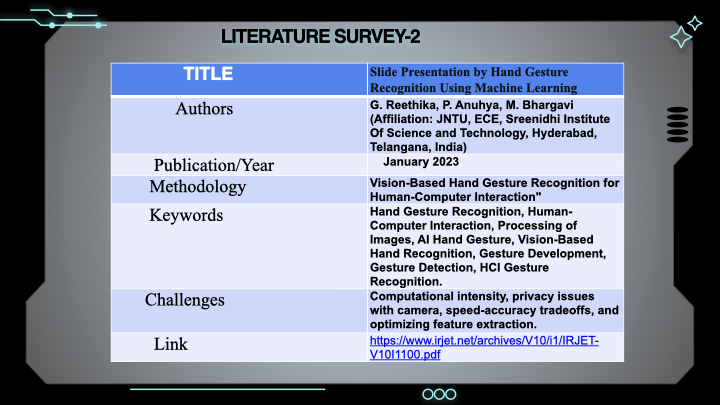 LITERATURE SURVEY-2
TITLE
Slide Presentation by Hand Gesture
Recognition Using Machine Learning
Authors
G. Reethika, P. Anuhya, M. Bhargavi
(Affiliation: JNTU, ECE, Sreenidhi Institute
Of Science and Technology, Hyderabad,
Telangana, India)
Publication/Year
January 2023
Methodology
Vision-Based Hand Gesture Recognition for
Human-Computer Interaction"
Keywords
Hand Gesture Recognition, Human-
Computer Interaction, Processing of
Images, AI Hand Gesture, Vision-Based
Hand Recognition, Gesture Development,
Gesture Detection, HCI Gesture
Recognition.
Challenges
Computational intensity, privacy issues
with camera, speed-accuracy tradeoffs, and
optimizing feature extraction.
Link
https://www.irjet.net/archives/V10/i1/IRJET-
V10I1100.pdf